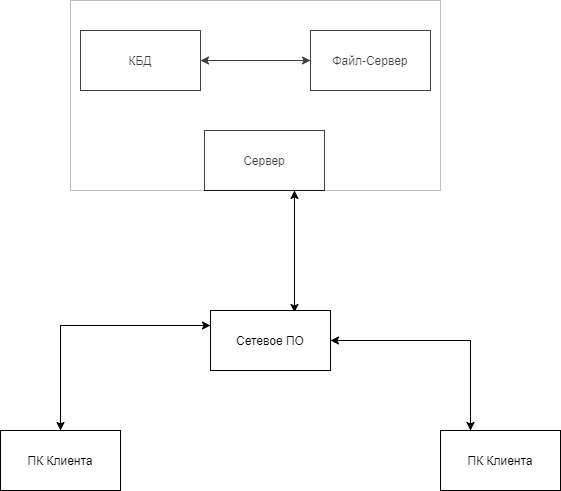 КБД
Файл-Сервер
Сервер
Сетевое ПО
ПК Клиента
ПК Клиента